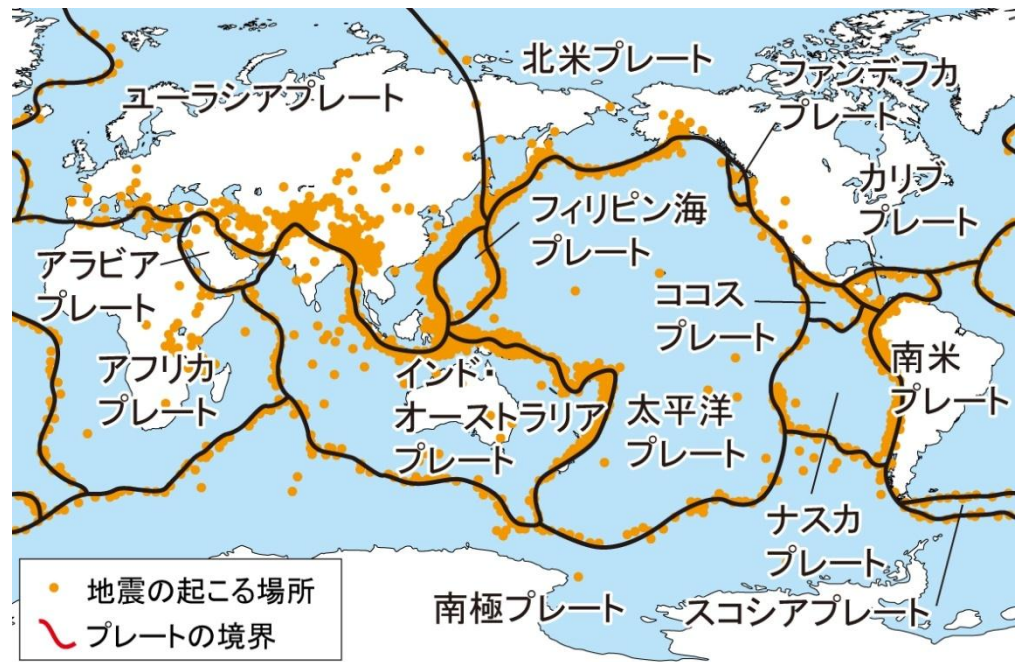 北米プレート
ファンデフカ
プレート
ユーラシアプレート
カリブ
プレート
フィリピン海
プレート
アラビア
プレート
ココス
プレート
アフリカ
プレート
インド・
オーストラリア
プレート
太平洋
プレート
南米
プレート
ナスカ
プレート
南極プレート
スコシアプレート
地震の起こる場所
プレートの境界